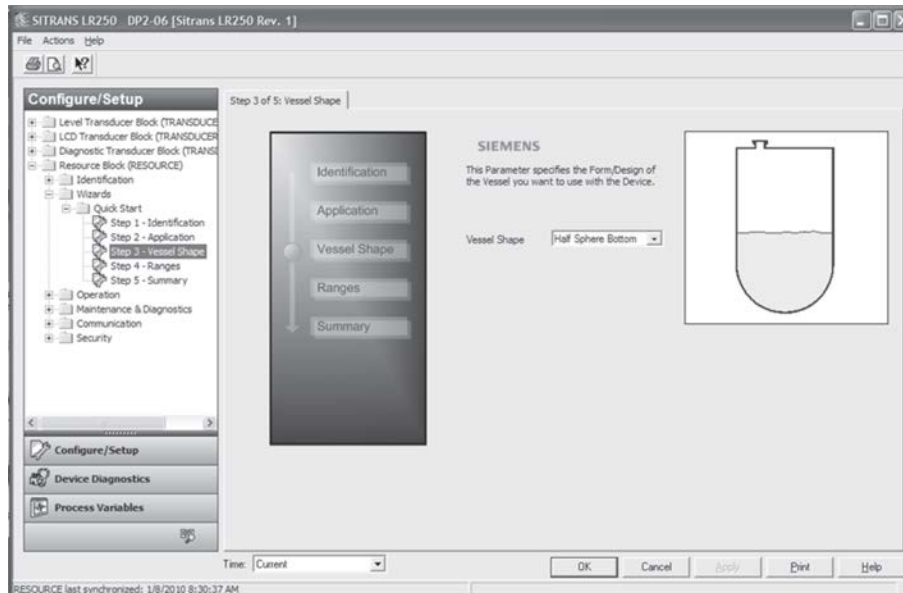 SITRANS LR250 DP2-06 [Sitrans LR250 Rev. 1]
File Actions Help
Configure/Setup
Level Transducer Block (TRANSDUCE
LCD Transducer Block (TRANSDUCER
Diagnostic Transducer Block (TRANSI
Resource Block (RESOURCE)
Identification
Wizards
Quick Start
Step 1 - Identification
Step 2 - Application
Step 3 - Vessel Shape
Step 4 - Ranges
Step 5 - Summary
Operation
Maintenance & Diagnostics
Communication
Security
Configure/Setup
Device Diagnostics
Process Variables
Step 3 of 5: Vessel Shape
Identification
Application
Vessel Shape
Ranges
Summary
SIEMENS
This Parameter specifies the Form/Design of
the Vessel you want to use with the Device.
Vessel Shape Half Sphere Bottom
Time: Current
OK Cancel Apply Print Help
RESOURCE last synchronized: 1/8/2010 8:30:37 AM